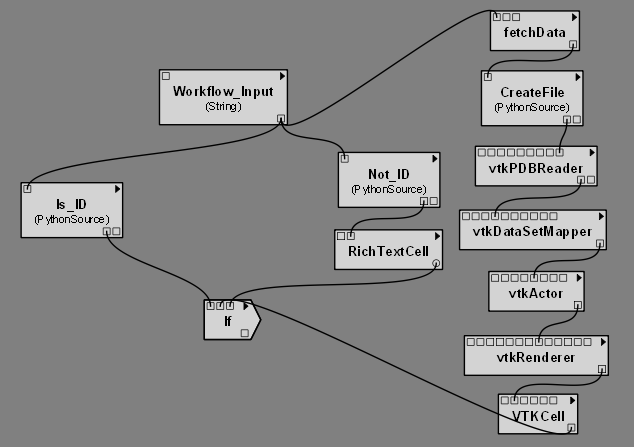 fetchData
Workflow_Input
(String)
CreateFile
(PythonSource)
Not_ID
(PythonSource)
vtkPDBReader
Is_ID
(PythonSource)
vtkDataSetMapper
RichTextCell
vtkActor
If
vtkRenderer
VTKCell